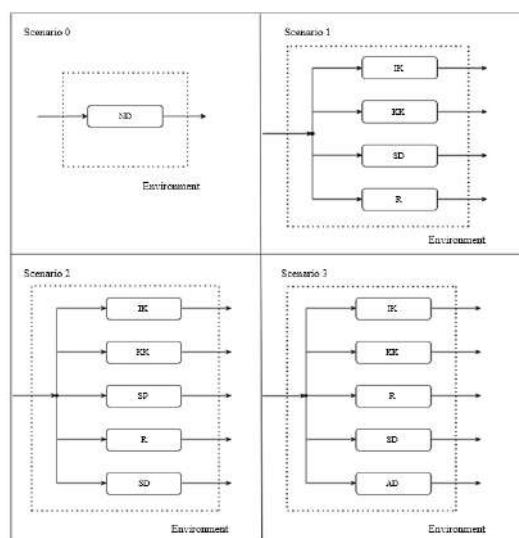 Scenario 0
ND
Environment
Scenario 1
IK
KK
SD
R
Environment
Scenario 2
IK
KK
SP
R
SD
Environment
Scenario 3
IK
KK
R
SD
AD
Environment